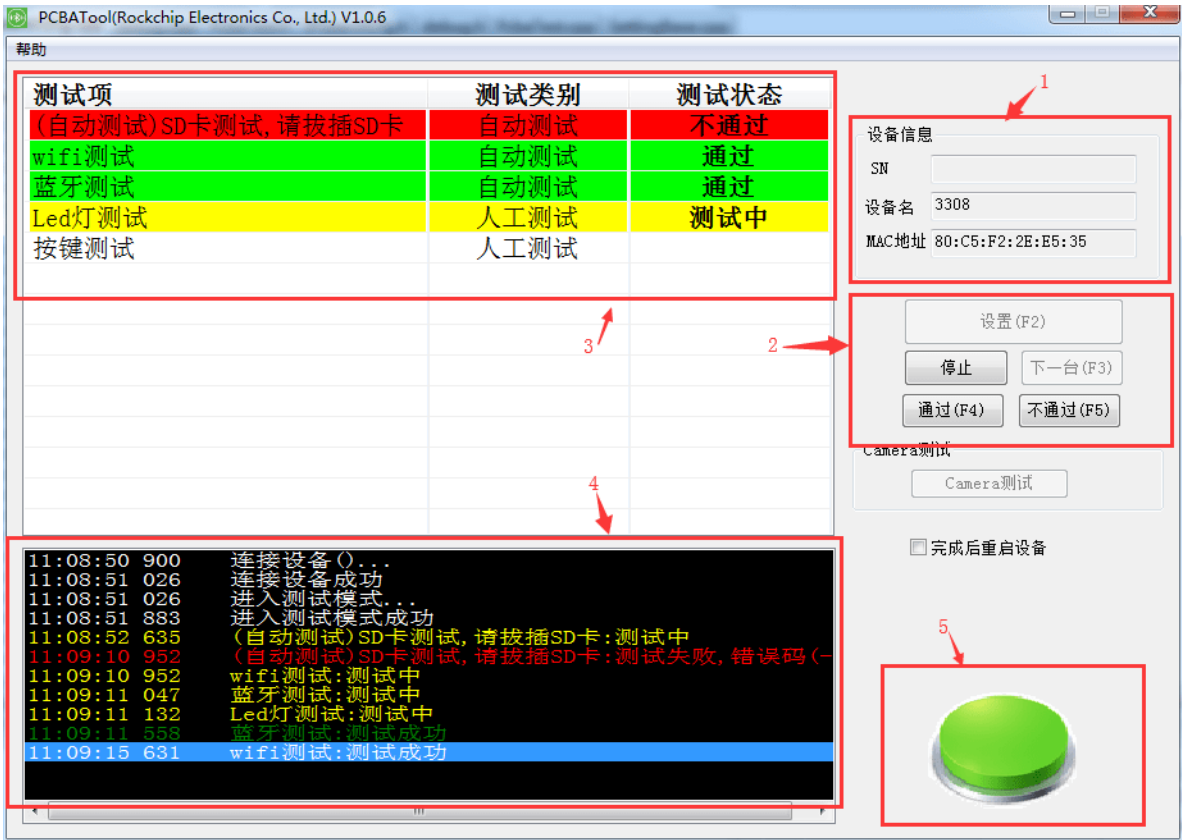 PCBATool(Rockchip Electronics Co., Ltd.) V1.0.6
帮助
测试项 测试类别 测试状态
(自动测试)SD卡测试,请拔插SD卡 自动测试 不通过
wifi测试 自动测试 通过
蓝牙测试 自动测试 通过
Led灯测试 人工测试 测试中
按键测试 人工测试
3
4
11:08:50 900 连接设备()...
11:08:51 026 连接设备成功
11:08:51 026 进入测试模式...
11:08:51 883 进入测试模式成功
11:08:52 635 (自动测试)SD卡测试,请拔插SD卡:测试中
11:09:10 952 (自动测试)SD卡测试,请拔插SD卡:测试失败,错误码(-
11:09:10 952 wifi测试:测试中
11:09:11 047 蓝牙测试:测试中
11:09:11 132 Led灯测试:测试中
11:09:11 558 蓝牙测试:测试成功
11:09:15 631 wifi测试:测试成功
1
设备信息
SN
设备名 3308
MAC地址 80:C5:F2:2E:E5:35
2
设置(F2)
停止 下一台(F3)
通过(F4) 不通过(F5)
Camera测试
Camera测试
完成后重启设备
5